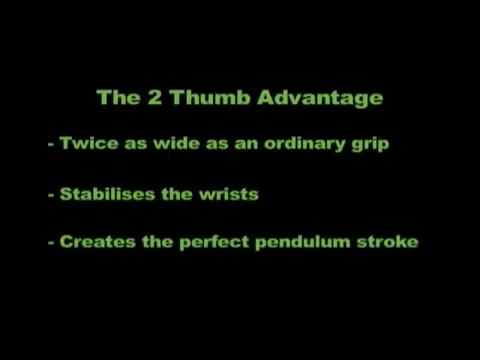 The 2 Thumb Advantage
- Twice as wide as an ordinary grip
- Stabilises the wrists
- Creates the perfect pendulum stroke